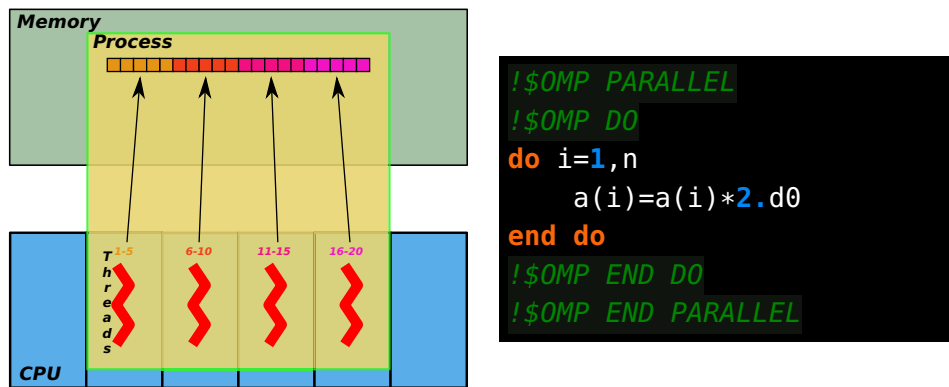 Memory
Process
Threads
1-5
6-10
11-15
16-20
CPU
!$OMP PARALLEL
!$OMP DO
do i=1,n
    a(i)=a(i)*2.d0
end do
!$OMP END DO
!$OMP END PARALLEL